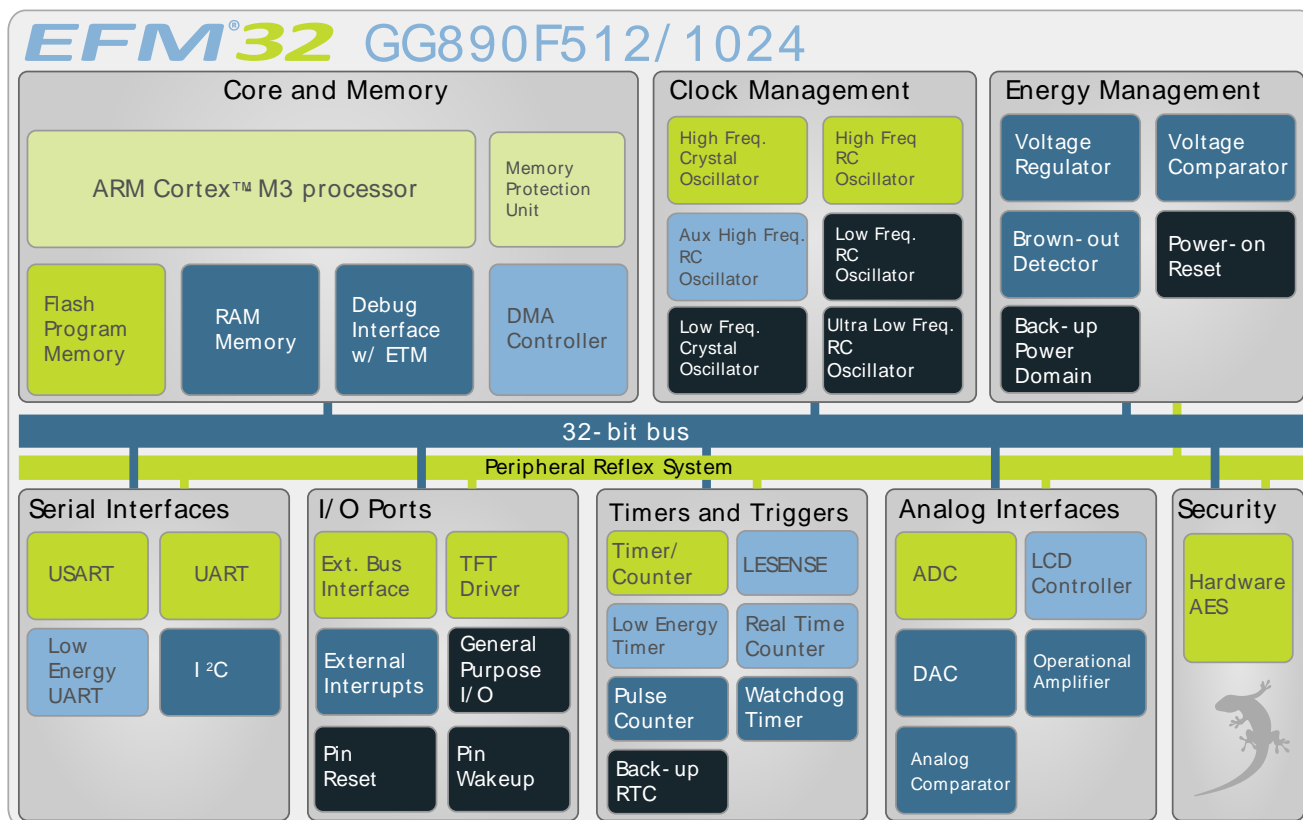 EFM®32 GG890F512/1024
Core and Memory
ARM Cortex™ M3 processor
Memory
Protection
Unit
Flash
Program
Memory
RAM
Memory
Debug
Interface
w/ ETM
DMA
Controller
Clock Management
High Freq.
Crystal
Oscillator
High Freq
RC
Oscillator
Aux High Freq.
RC
Oscillator
Low Freq.
RC
Oscillator
Low Freq.
Crystal
Oscillator
Ultra Low Freq.
RC
Oscillator
Energy Management
Voltage
Regulator
Voltage
Comparator
Brown-out
Detector
Power-on
Reset
Back-up
Power
Domain
32-bit bus
Peripheral Reflex System
Serial Interfaces
USART
UART
Low
Energy
UART
I²C
I/O Ports
Ext. Bus
Interface
TFT
Driver
External
Interrupts
General
Purpose
I/O
Pin
Reset
Pin
Wakeup
Timers and Triggers
Timer/
Counter
LESENSE
Low Energy
Timer
Real Time
Counter
Pulse
Counter
Watchdog
Timer
Back-up
RTC
Analog Interfaces
ADC
LCD
Controller
DAC
Operational
Amplifier
Analog
Comparator
Security
Hardware
AES